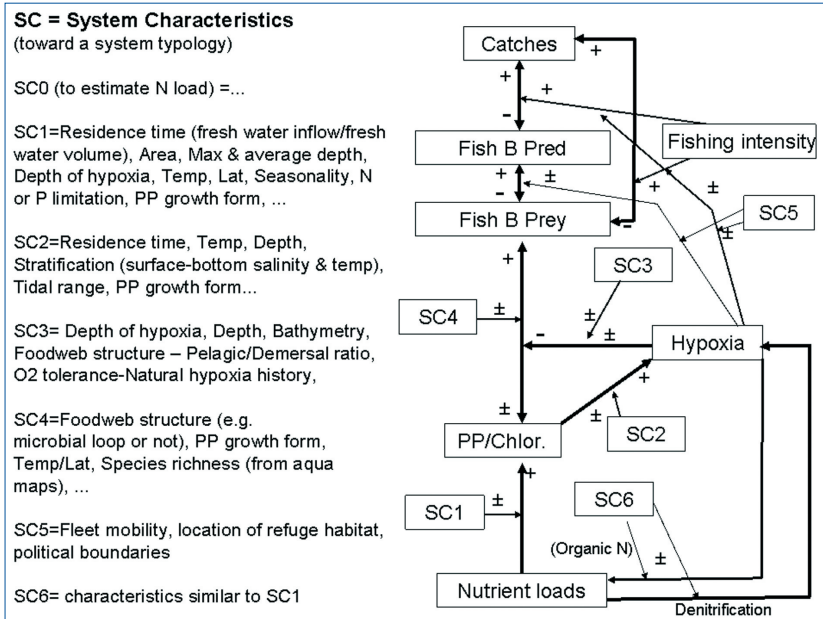 SC = System Characteristics
(toward a system typology)
SC0 (to estimate N load) =...
SC1=Residence time (fresh water inflow/fresh
water volume), Area, Max & average depth,
Depth of hypoxia, Temp, Lat, Seasonality, N
or P limitation, PP growth form, ...
SC2=Residence time, Temp, Depth,
Stratification (surface-bottom salinity & temp),
Tidal range, PP growth form...
SC3= Depth of hypoxia, Depth, Bathymetry,
Foodweb structure – Pelagic/Demersal ratio,
O2 tolerance-Natural hypoxia history,
SC4=Foodweb structure (e.g.
microbial loop or not), PP growth form,
Temp/Lat, Species richness (from aqua
maps), ...
SC5=Fleet mobility, location of refuge habitat,
political boundaries
SC6= characteristics similar to SC1
Catches
+
+
+
-
Fishing intensity
Fish B Pred
+
±
-
+
±
Fish B Prey
-
SC5
±
+
SC3
SC4
±
±
±
-
Hypoxia
+
±
±
SC2
PP/Chlor.
+
SC1
±
SC6
(Organic N)
±
Nutrient loads
Denitrification